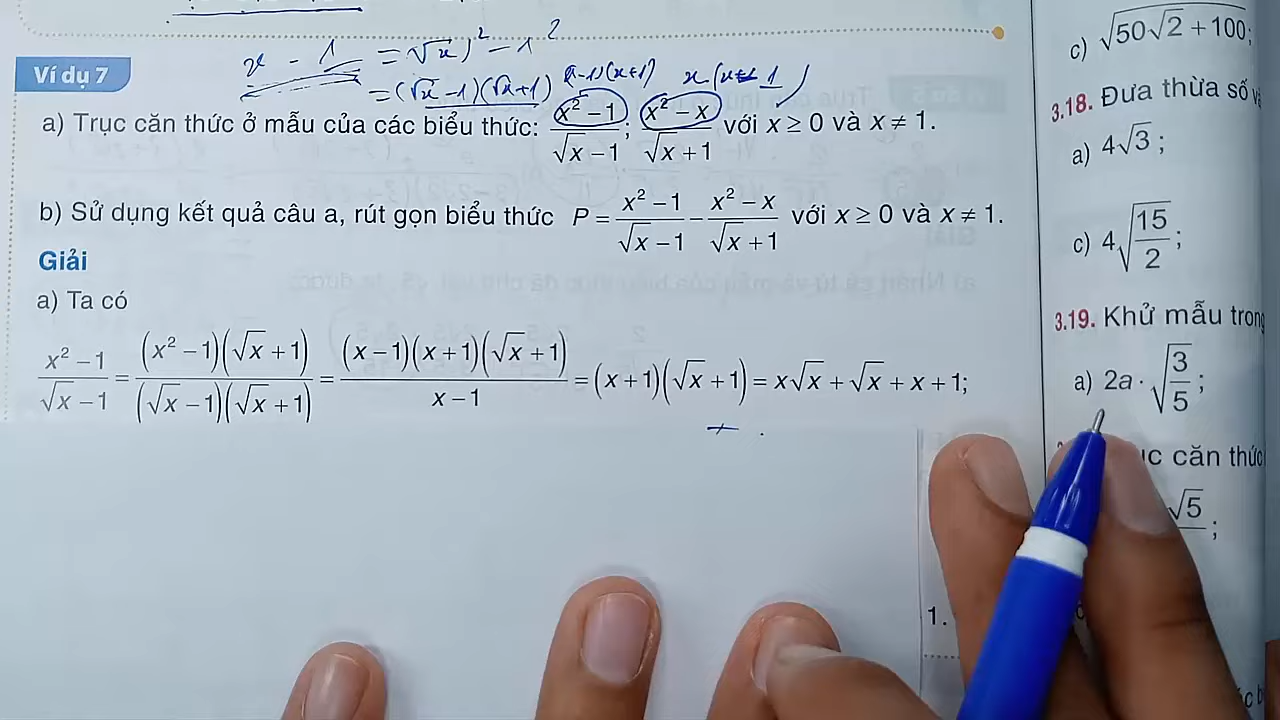 x - 1 = √x)² - 1²
= (√x - 1)(√x + 1) (x-1)(x+1) x(x - 1)
Ví dụ 7
a) Trục căn thức ở mẫu của các biểu thức: (x² - 1)/(√x - 1); (x² - x)/(√x + 1) với x ≥ 0 và x ≠ 1.
b) Sử dụng kết quả câu a, rút gọn biểu thức P = (x² - 1)/(√x - 1) - (x² - x)/(√x + 1) với x ≥ 0 và x ≠ 1.
Giải
a) Ta có
(x² - 1)/(√x - 1) = (x² - 1)(√x + 1)/(√x - 1)(√x + 1) = (x - 1)(x + 1)(√x + 1)/(x - 1) = (x + 1)(√x + 1) = x√x + √x + x + 1;
c) √(50√2 + 100);
3.18. Đưa thừa số
a) 4√3;
c) 4√(15/2);
3.19. Khử mẫu trong
a) 2a · √(3/5);
ục căn thức
√5;
1.